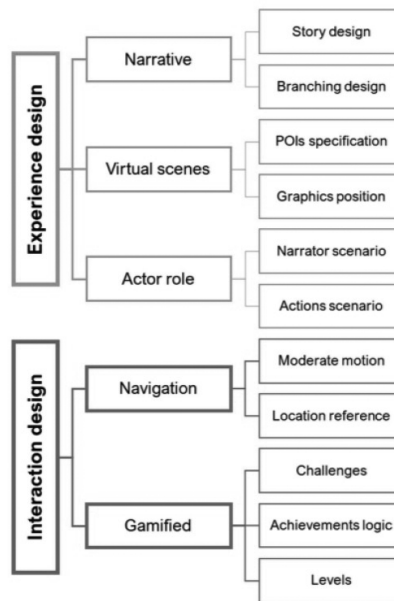 Experience design
Narrative
Story design
Branching design
Virtual scenes
POIs specification
Graphics position
Actor role
Narrator scenario
Actions scenario
Interaction design
Navigation
Moderate motion
Location reference
Gamified
Challenges
Achievements logic
Levels